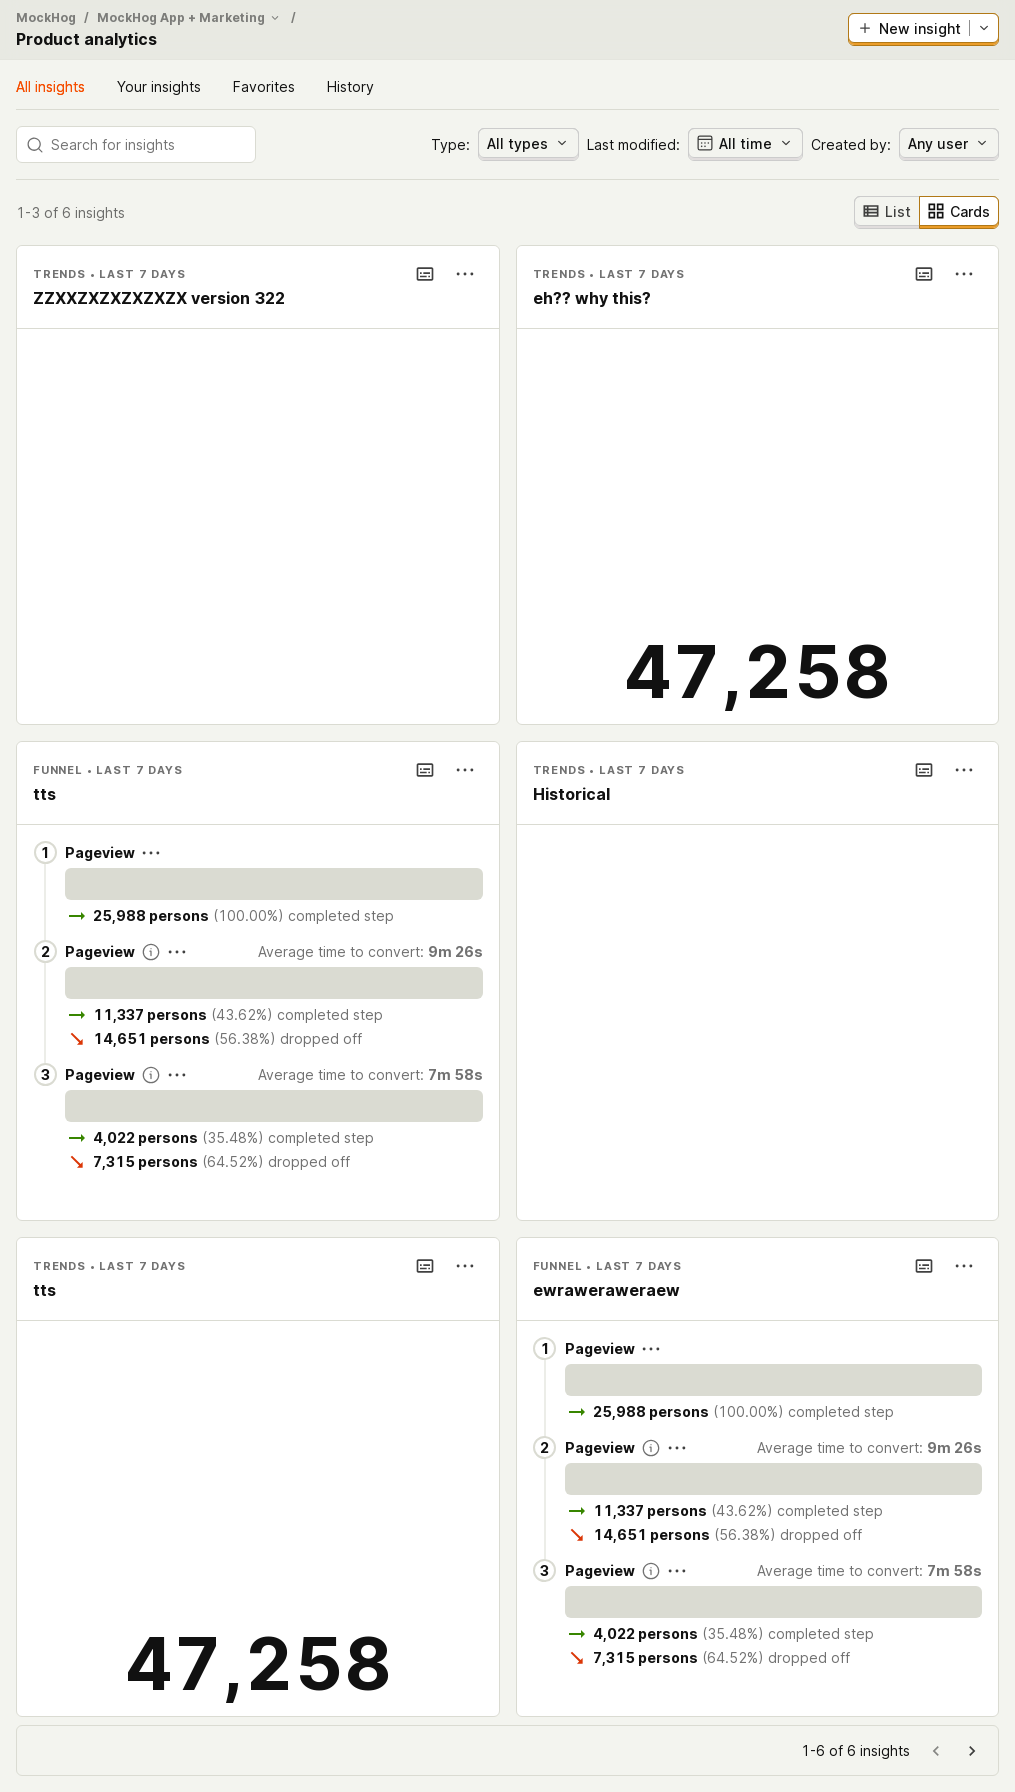 MockHog / MockHog App + Marketing /
Product analytics
New insight
All insights Your insights Favorites History
Search for insights
Type: All types Last modified: All time Created by: Any user
1-3 of 6 insights
List Cards
TRENDS • LAST 7 DAYS
ZZXXZXZXZXZXZX version 322
TRENDS • LAST 7 DAYS
eh?? why this?
47,258
FUNNEL • LAST 7 DAYS
tts
1 Pageview
25,988 persons (100.00%) completed step
2 Pageview Average time to convert: 9m 26s
11,337 persons (43.62%) completed step
14,651 persons (56.38%) dropped off
3 Pageview Average time to convert: 7m 58s
4,022 persons (35.48%) completed step
7,315 persons (64.52%) dropped off
TRENDS • LAST 7 DAYS
Historical
TRENDS • LAST 7 DAYS
tts
47,258
FUNNEL • LAST 7 DAYS
ewraweraweraew
1 Pageview
25,988 persons (100.00%) completed step
2 Pageview Average time to convert: 9m 26s
11,337 persons (43.62%) completed step
14,651 persons (56.38%) dropped off
3 Pageview Average time to convert: 7m 58s
4,022 persons (35.48%) completed step
7,315 persons (64.52%) dropped off
1-6 of 6 insights